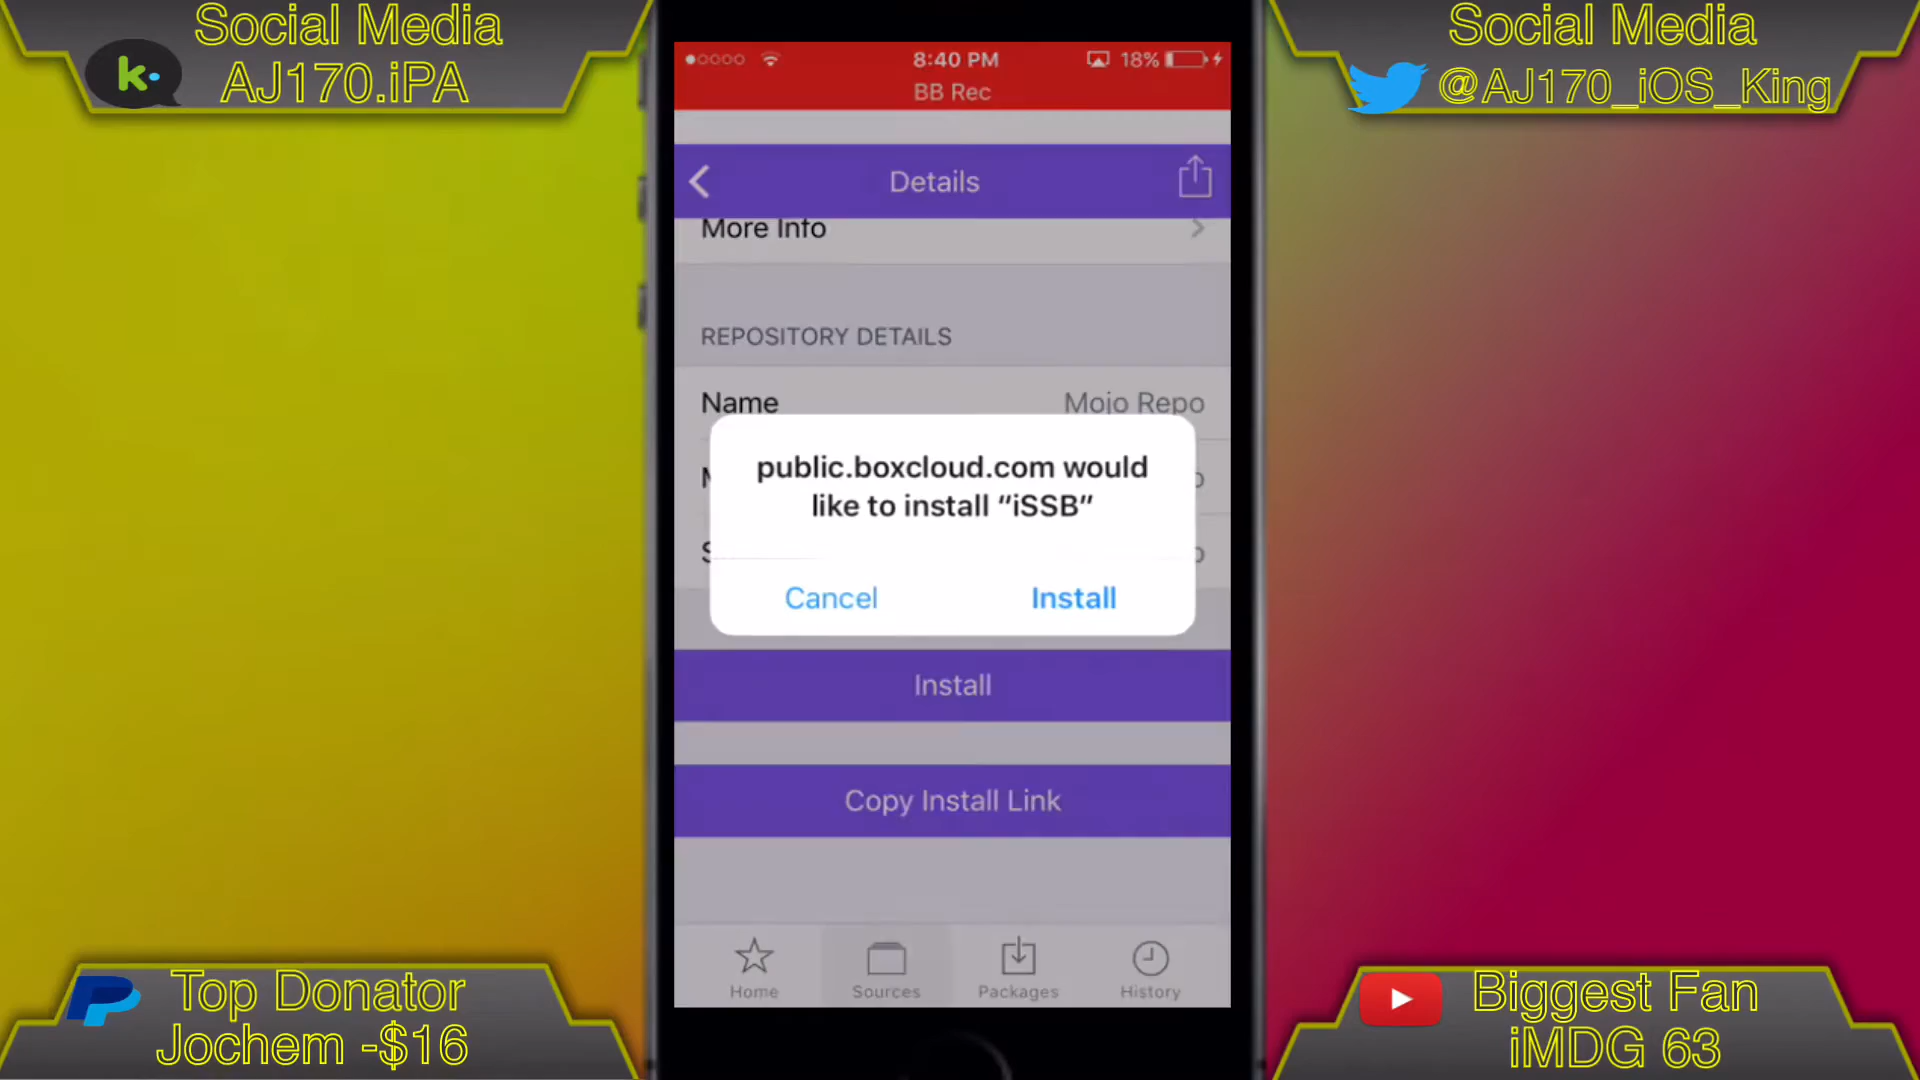 Social Media
AJ170.iPA
k.
Social Media
@AJ170_iOS_King
8:40 PM
18%
BB Rec
Details
More Info
REPOSITORY DETAILS
Name
Mojo Repo
public.boxcloud.com would
like to install “iSSB”
Cancel
Install
Install
Copy Install Link
Home
Sources
Packages
History
Top Donator
Jochem -$16
Biggest Fan
iMDG 63